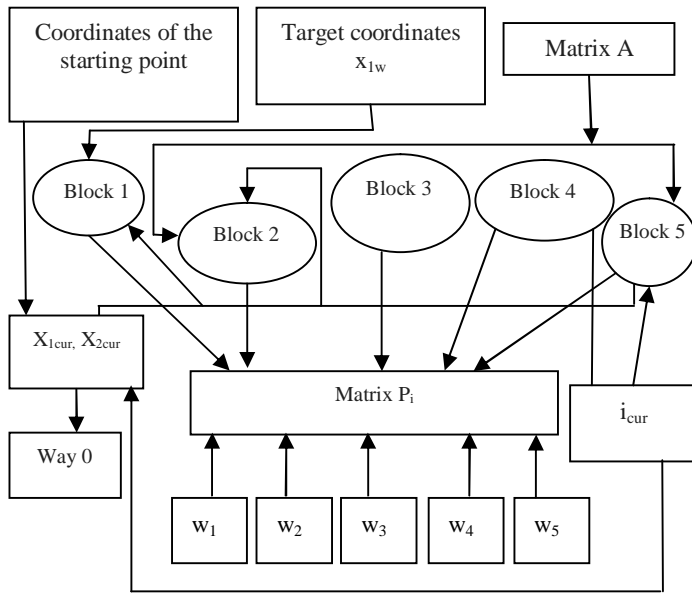 Coordinates of the
starting point
Target coordinates
x₁w
Matrix A
Block 1
Block 2
Block 3
Block 4
Block 5
X₁cur, X₂cur
Matrix Pᵢ
i_cur
Way 0
w₁
w₂
w₃
w₄
w₅